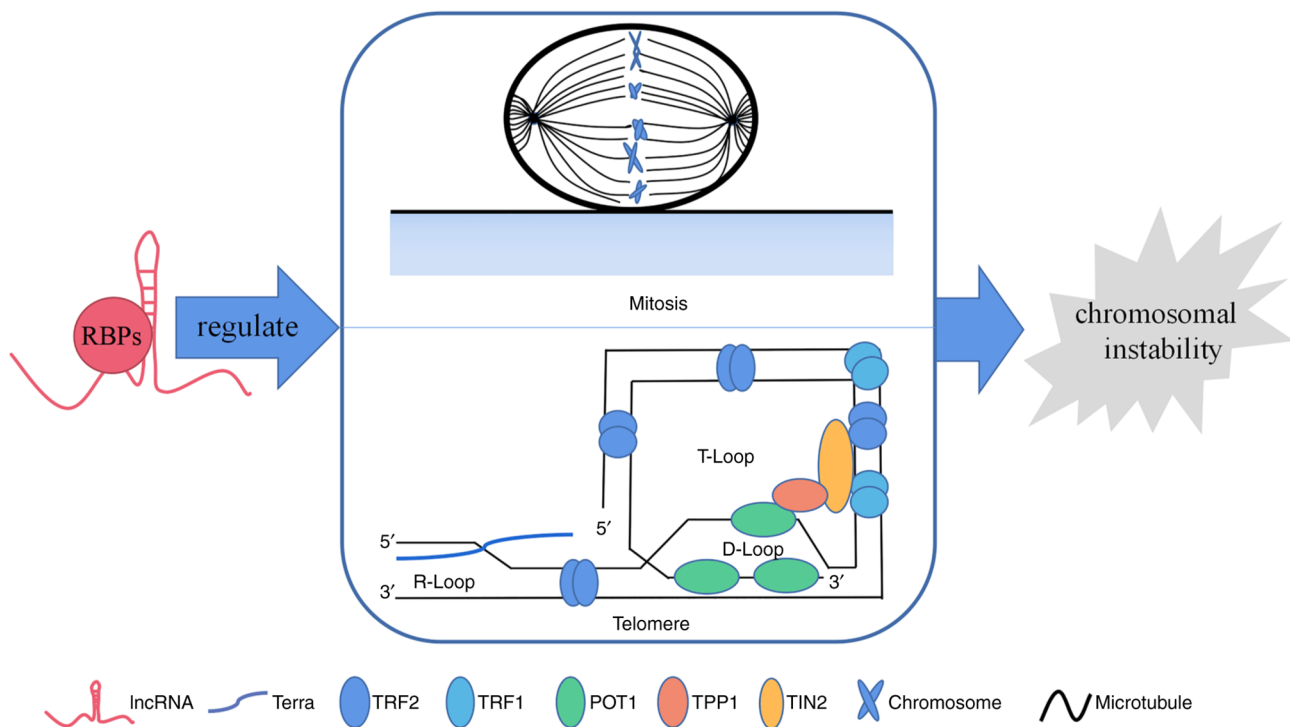 RBPs
regulate
Mitosis
chromosomal
instability
T-Loop
5′
5′
D-Loop
R-Loop
3′
3′
Telomere
lncRNA
Terra
TRF2
TRF1
POT1
TPP1
TIN2
Chromosome
Microtubule